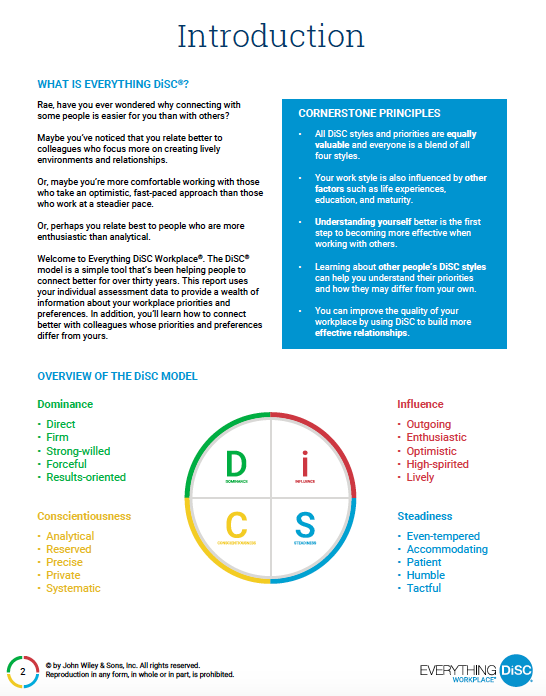 Introduction
WHAT IS EVERYTHING DiSC®?
Rae, have you ever wondered why connecting with
some people is easier for you than with others?
Maybe you've noticed that you relate better to
colleagues who focus more on creating lively
environments and relationships.
Or, maybe you're more comfortable working with those
who take an optimistic, fast-paced approach than those
who work at a steadier pace.
Or, perhaps you relate best to people who are more
enthusiastic than analytical.
Welcome to Everything DiSC Workplace®. The DiSC®
model is a simple tool that's been helping people to
connect better for over thirty years. This report uses
your individual assessment data to provide a wealth of
information about your workplace priorities and
preferences. In addition, you'll learn how to connect
better with colleagues whose priorities and preferences
differ from yours.
CORNERSTONE PRINCIPLES
• All DiSC styles and priorities are equally
valuable and everyone is a blend of all
four styles.
• Your work style is also influenced by other
factors such as life experiences,
education, and maturity.
• Understanding yourself better is the first
step to becoming more effective when
working with others.
• Learning about other people's DiSC styles
can help you understand their priorities
and how they may differ from your own.
• You can improve the quality of your
workplace by using DiSC to build more
effective relationships.
OVERVIEW OF THE DiSC MODEL
Dominance
• Direct
• Firm
• Strong-willed
• Forceful
• Results-oriented
Conscientiousness
• Analytical
• Reserved
• Precise
• Private
• Systematic
D
DOMINANCE
i
INFLUENCE
C
CONSCIENTIOUSNESS
S
STEADINESS
Influence
• Outgoing
• Enthusiastic
• Optimistic
• High-spirited
• Lively
Steadiness
• Even-tempered
• Accommodating
• Patient
• Humble
• Tactful
2
© by John Wiley & Sons, Inc. All rights reserved.
Reproduction in any form, in whole or in part, is prohibited.
EVERYTHING DiSC®
WORKPLACE®